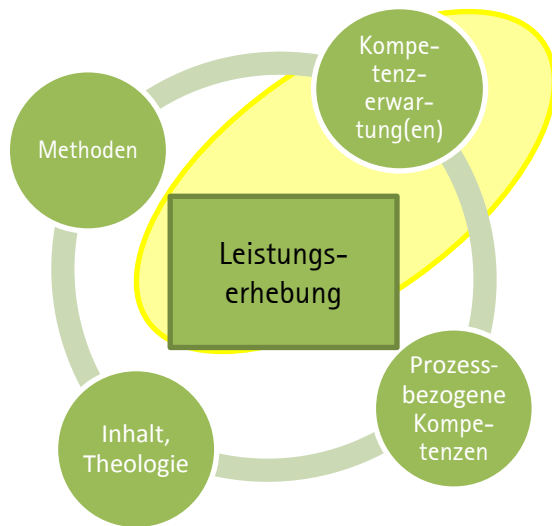 Kompe-
tenz-
erwar-
tung(en)
Methoden
Leistungs-
erhebung
Prozess-
bezogene
Kompe-
tenzen
Inhalt,
Theologie